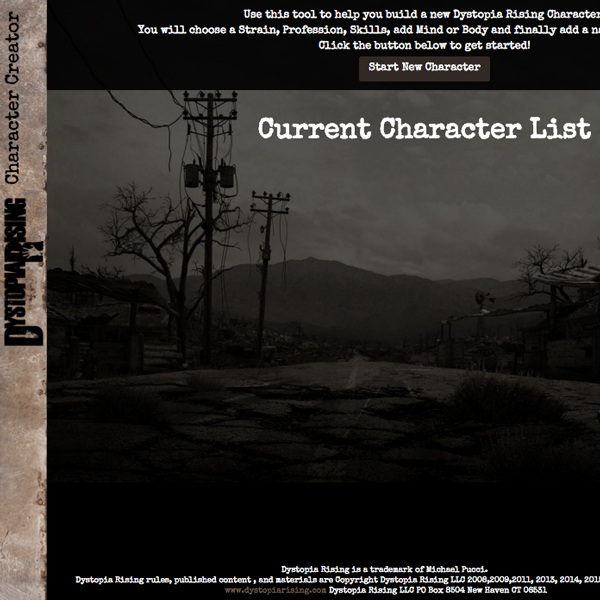 Character Creator
DYSTOPIA RISING
Use this tool to help you build a new Dystopia Rising Character
You will choose a Strain, Profession, Skills, add Mind or Body and finally add a
Click the button below to get started!
Start New Character
Current Character List
Dystopia Rising is a trademark of Michael Pucci.
Dystopia Rising rules, published content , and materials are Copyright Dystopia Rising LLC 2008,2009,2011, 2013, 2014,
www.dystopiarising.com Dystopia Rising LLC PO Box 8504 New Haven CT 06531